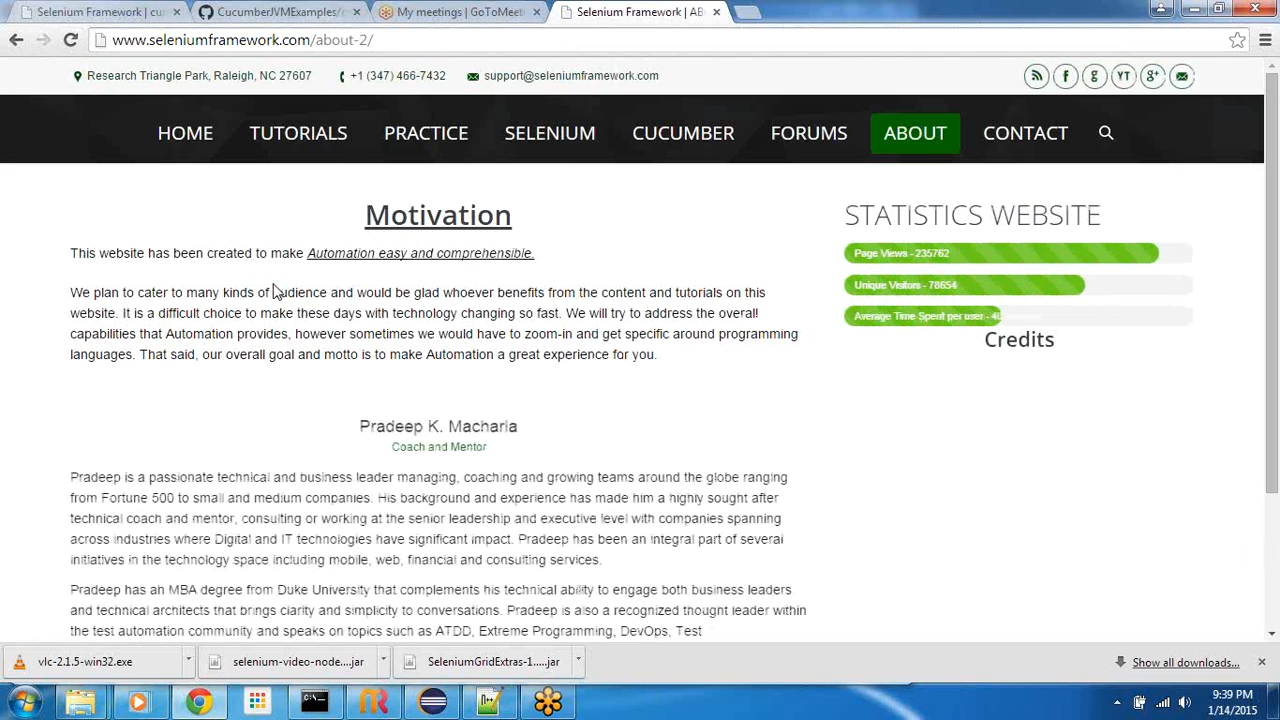 Selenium Framework | cu
CucumberJVMExamples/
My meetings | GoToMeet
Selenium Framework | AB
www.seleniumframework.com/about-2/
Research Triangle Park, Raleigh, NC 27607
+1 (347) 466-7432
support@seleniumframework.com
HOME TUTORIALS PRACTICE SELENIUM CUCUMBER FORUMS ABOUT CONTACT
Motivation
This website has been created to make Automation easy and comprehensible.
We plan to cater to many kinds of audience and would be glad whoever benefits from the content and tutorials on this
website. It is a difficult choice to make these days with technology changing so fast. We will try to address the overall
capabilities that Automation provides, however sometimes we would have to zoom-in and get specific around programming
languages. That said, our overall goal and motto is to make Automation a great experience for you.
Pradeep K. Macharla
Coach and Mentor
Pradeep is a passionate technical and business leader managing, coaching and growing teams around the globe ranging
from Fortune 500 to small and medium companies. His background and experience has made him a highly sought after
technical coach and mentor, consulting or working at the senior leadership and executive level with companies spanning
across industries where Digital and IT technologies have significant impact. Pradeep has been an integral part of several
initiatives in the technology space including mobile, web, financial and consulting services.
Pradeep has an MBA degree from Duke University that complements his technical ability to engage both business leaders
and technical architects that brings clarity and simplicity to conversations. Pradeep is also a recognized thought leader within
the test automation community and speaks on topics such as ATDD, Extreme Programming, DevOps, Test
STATISTICS WEBSITE
Page Views - 235762
Unique Visitors - 78654
Average Time Spent per user -
Credits
vlc-2.1.5-win32.exe
selenium-video-node....jar
SeleniumGridExtras-1.....jar
Show all downloads...
9:39 PM
1/14/2015